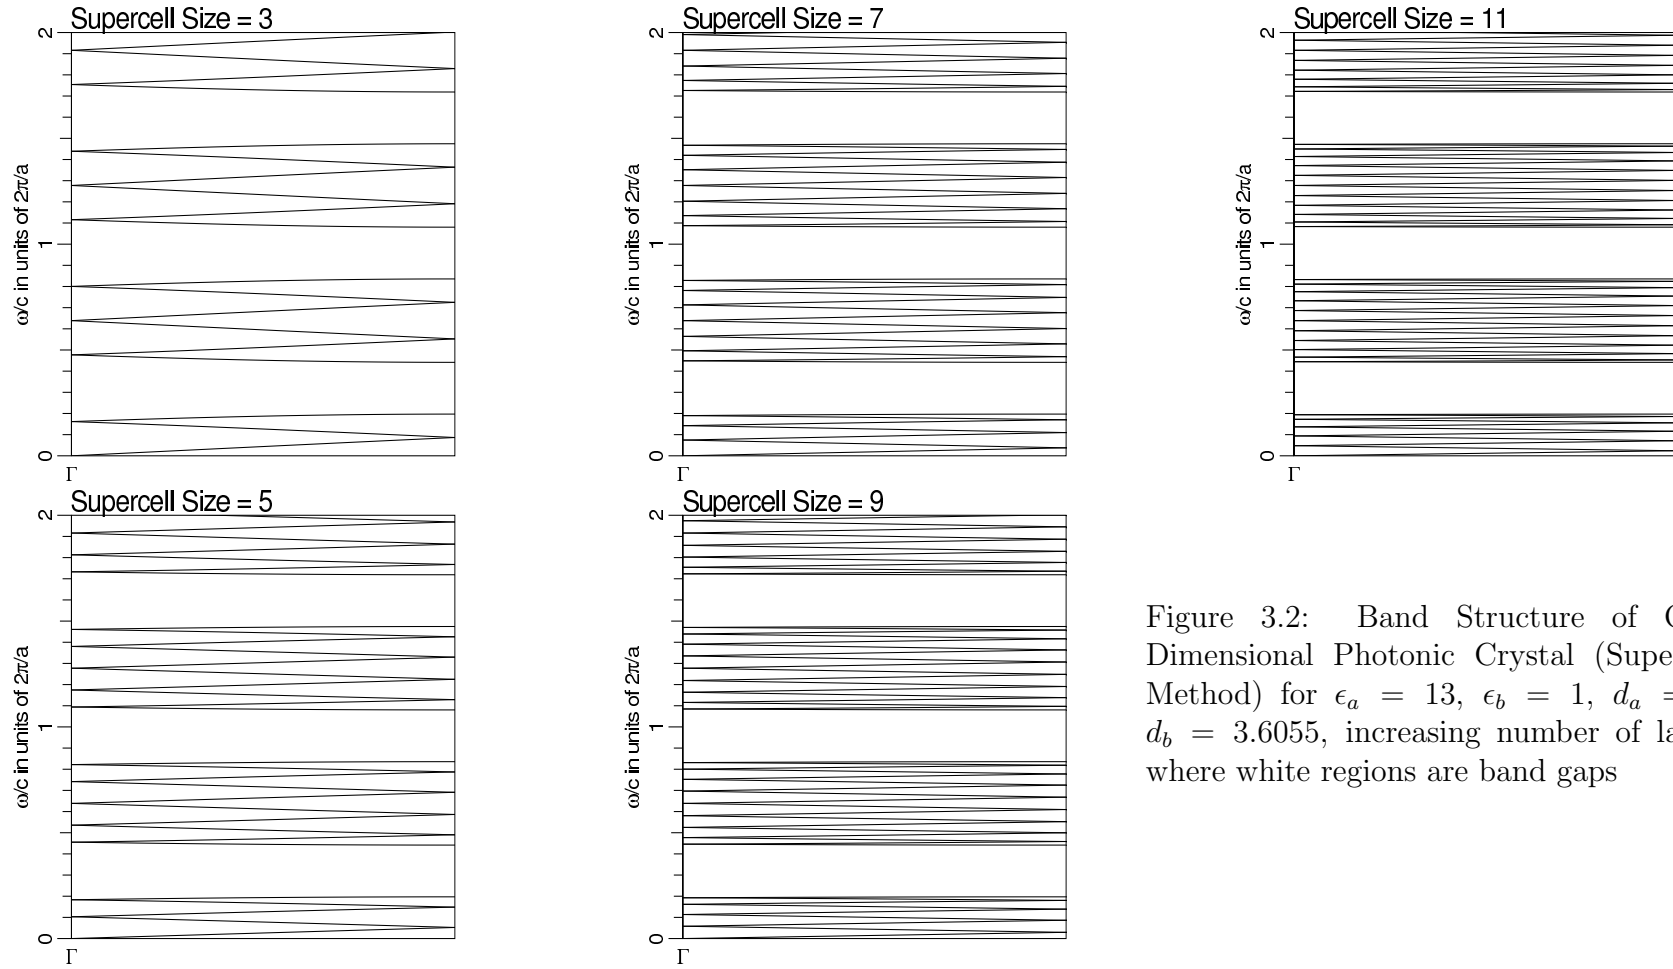 Supercell Size = 3
2
1
0
ω/c in units of 2π/a
Γ
Supercell Size = 7
2
1
0
ω/c in units of 2π/a
Γ
Supercell Size = 11
2
1
0
ω/c in units of 2π/a
Γ
Supercell Size = 5
2
1
0
ω/c in units of 2π/a
Γ
Supercell Size = 9
2
1
0
ω/c in units of 2π/a
Γ
Figure 3.2: Band Structure of
Dimensional Photonic Crystal
Method) for ϵa = 13, ϵb = 1, da =
db = 3.6055, increasing number of
where white regions are band gaps